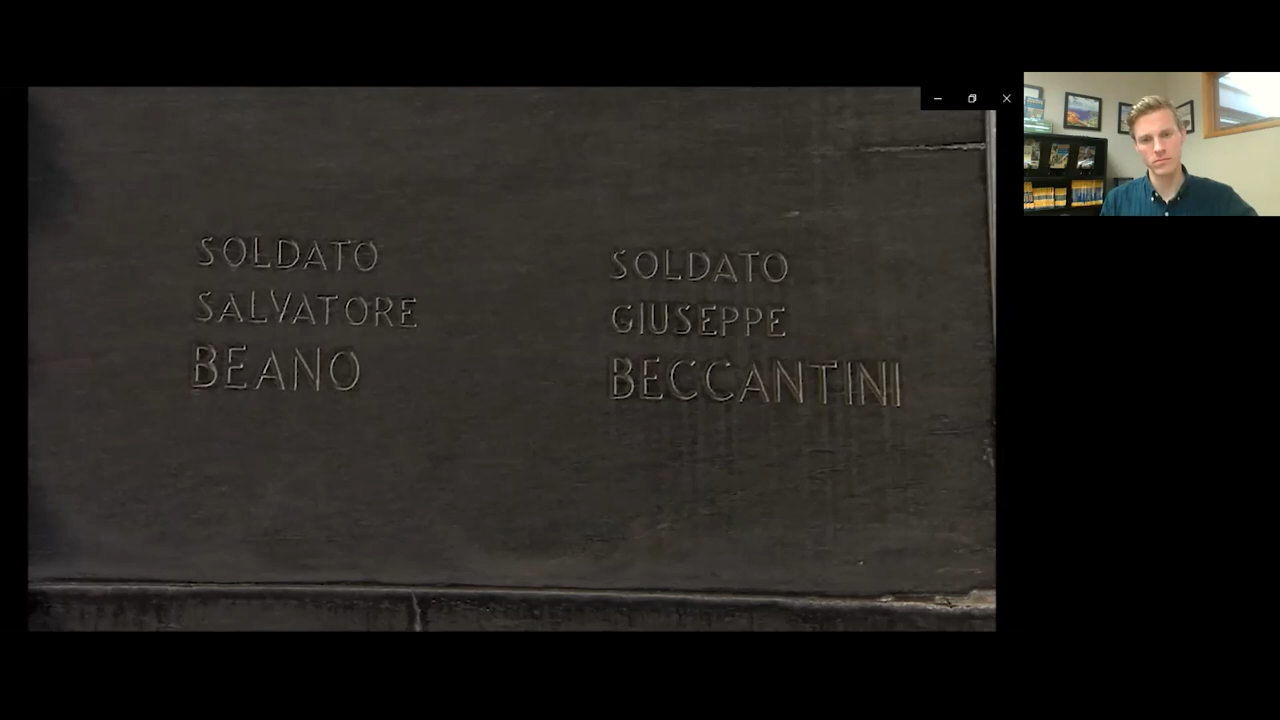 SOLDATO
SALVATORE
BEANO
SOLDATO
GIUSEPPE
BECCANTINI